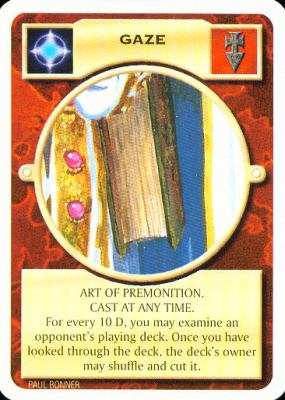 GAZE
ART OF PREMONITION.
CAST AT ANY TIME.
For every 10 D, you may examine an
opponent's playing deck. Once you have
looked through the deck, the deck's owner
may shuffle and cut it.
PAUL BONNER